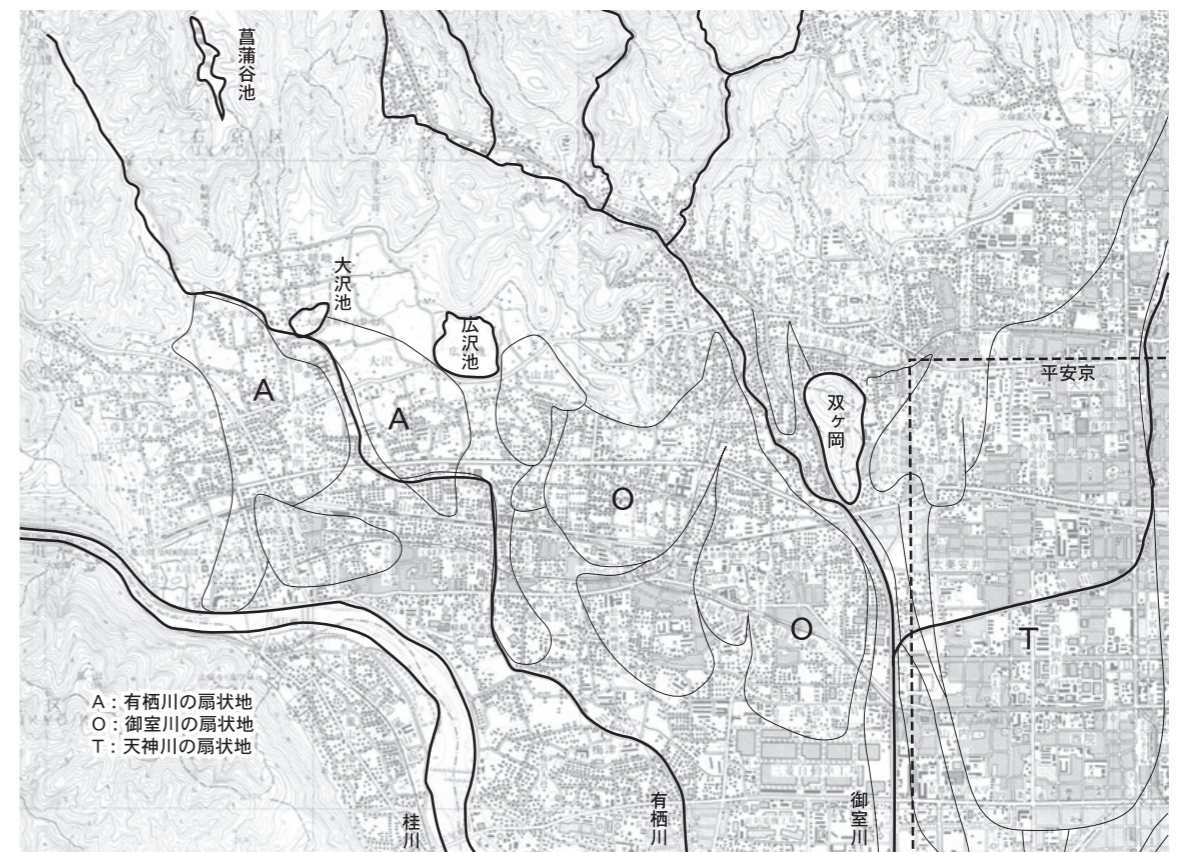 菖蒲谷池
大沢池
広沢池
大沢
平安京
双ヶ岡
A
A
O
O
T
A：有栖川の扇状地
O：御室川の扇状地
T：天神川の扇状地
桂川
有栖川
御室川